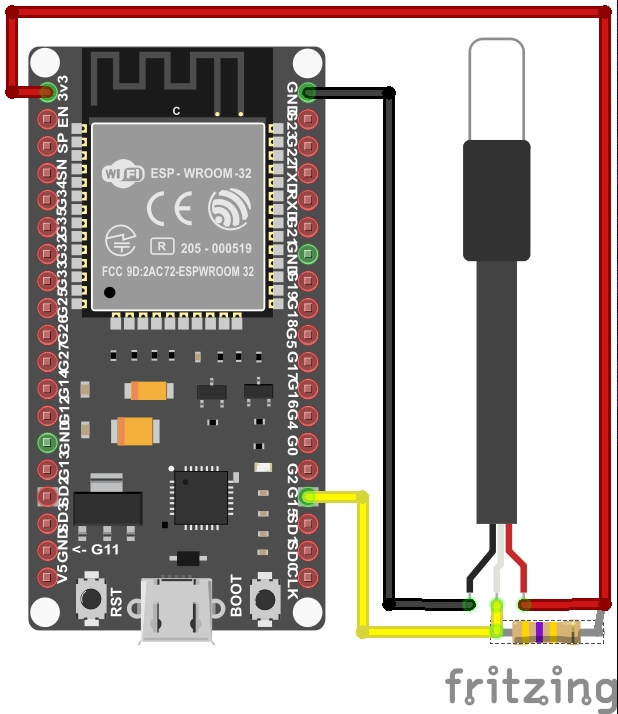 3v3
EN
SP
SN
G34
G35
G32
G33
G25
G26
G27
G14
G12
GND
G13
SD2
SD3
GND
V5
C
Wi Fi
ESP - WROOM - 32
CE
R 205 - 000519
FCC 9D:2AC72-ESPWROOM 32
<- G11
RST
BOOT
GND
G23
G22
TXD
RXD
G21
GND
G19
G18
G5
G17
G16
G4
G0
G2
G15
SD1
SD0
CLK
fritzing